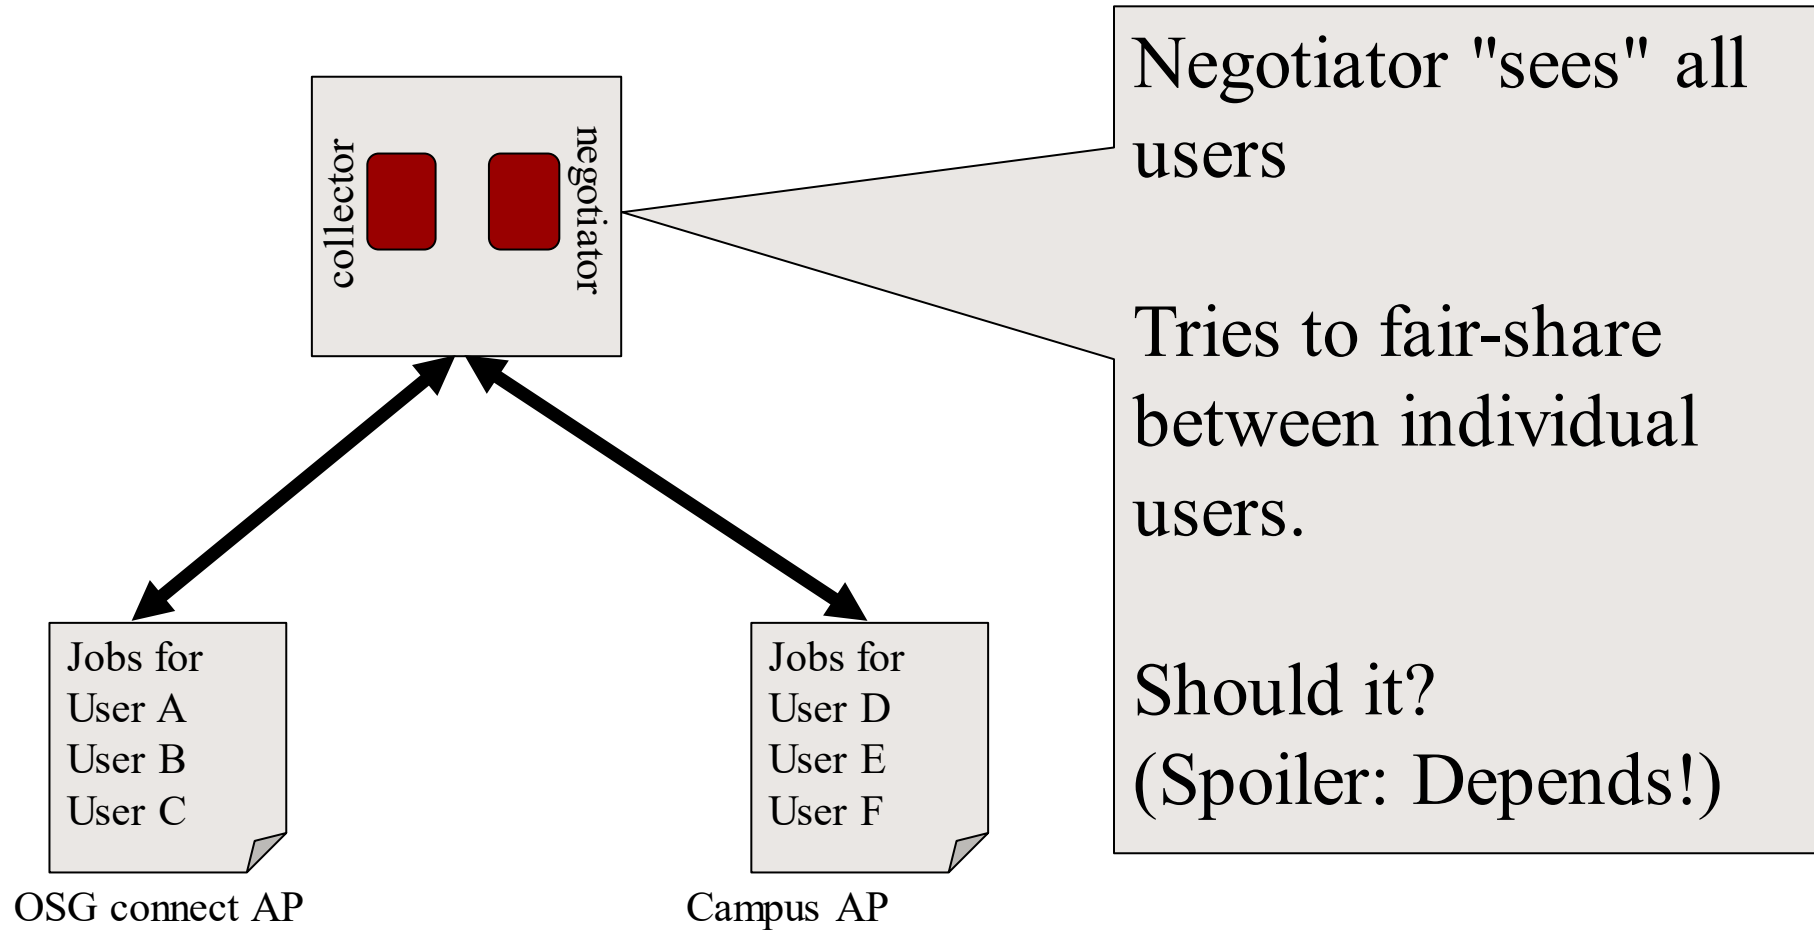 collector
negotiator
Negotiator "sees" all
users
Tries to fair-share
between individual
users.
Should it?
(Spoiler: Depends!)
Jobs for
User A
User B
User C
OSG connect AP
Jobs for
User D
User E
User F
Campus AP